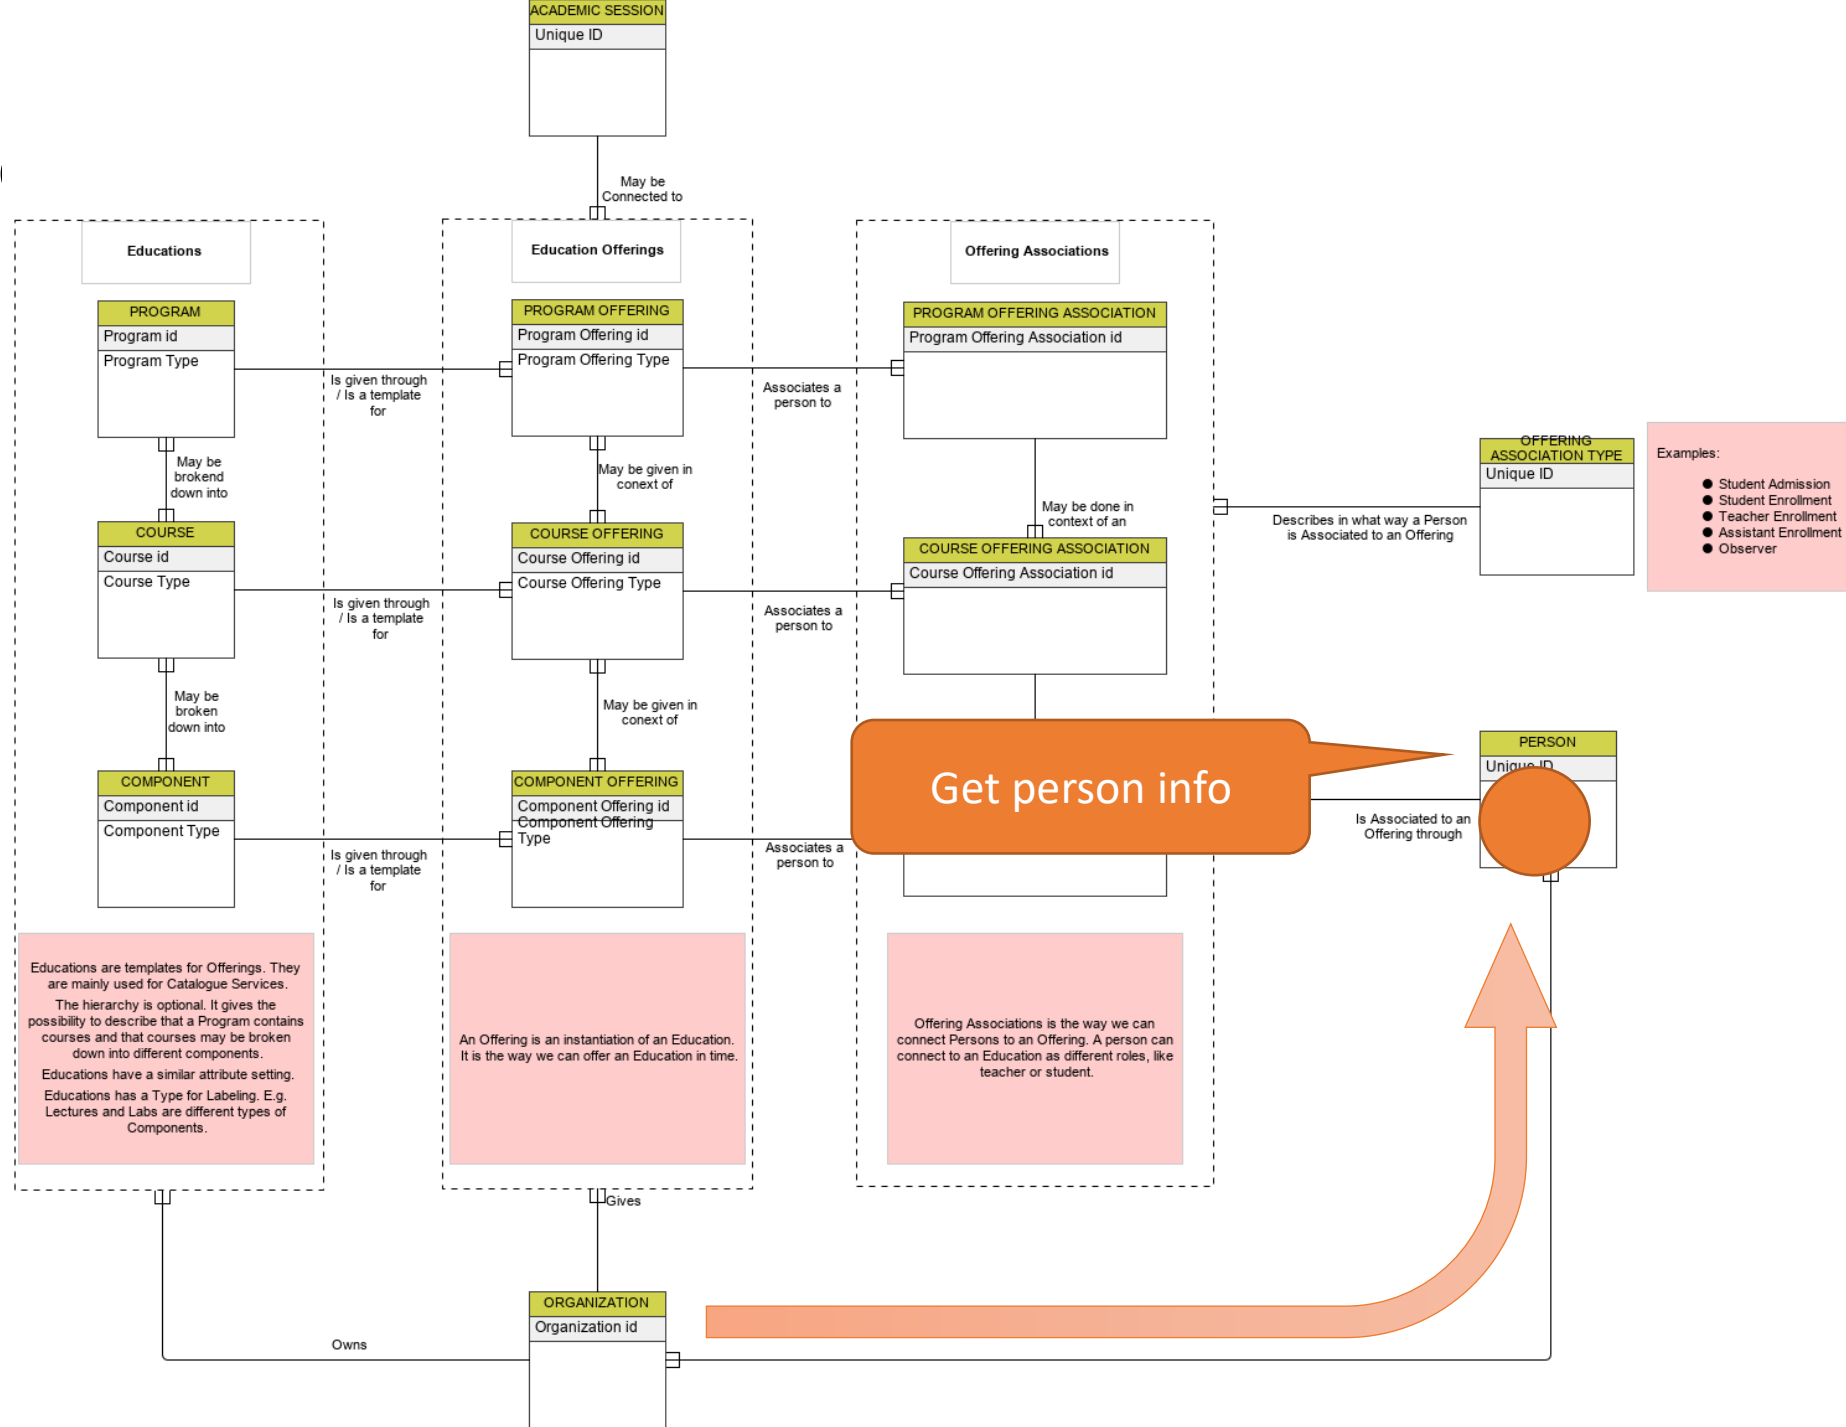 ACADEMIC SESSION
Unique ID
May be
Connected to
Educations
PROGRAM
Program id
Program Type
May be
brokend
down into
COURSE
Course id
Course Type
May be
broken
down into
COMPONENT
Component id
Component Type
Educations are templates for Offerings. They
are mainly used for Catalogue Services.
The hierarchy is optional. It gives the
possibility to describe that a Program contains
courses and that courses may be broken
down into different components.
Educations have a similar attribute setting.
Educations has a Type for Labeling. E.g.
Lectures and Labs are different types of
Components.
Is given through
/ Is a template
for
Is given through
/ Is a template
for
Is given through
/ Is a template
for
Education Offerings
PROGRAM OFFERING
Program Offering id
Program Offering Type
May be given in
conext of
COURSE OFFERING
Course Offering id
Course Offering Type
May be given in
conext of
COMPONENT OFFERING
Component Offering id
Component Offering
Type
An Offering is an instantiation of an Education.
It is the way we can offer an Education in time.
Associates a
person to
Associates a
person to
Associates a
person to
Offering Associations
PROGRAM OFFERING ASSOCIATION
Program Offering Association id
May be done in
context of an
COURSE OFFERING ASSOCIATION
Course Offering Association id
Get person info
Offering Associations is the way we can
connect Persons to an Offering. A person can
connect to an Education as different roles, like
teacher or student.
Describes in what way a Person
is Associated to an Offering
OFFERING
ASSOCIATION TYPE
Unique ID
Examples:
● Student Admission
● Student Enrollment
● Teacher Enrollment
● Assistant Enrollment
● Observer
PERSON
Unique ID
Is Associated to an
Offering through
Gives
ORGANIZATION
Organization id
Owns